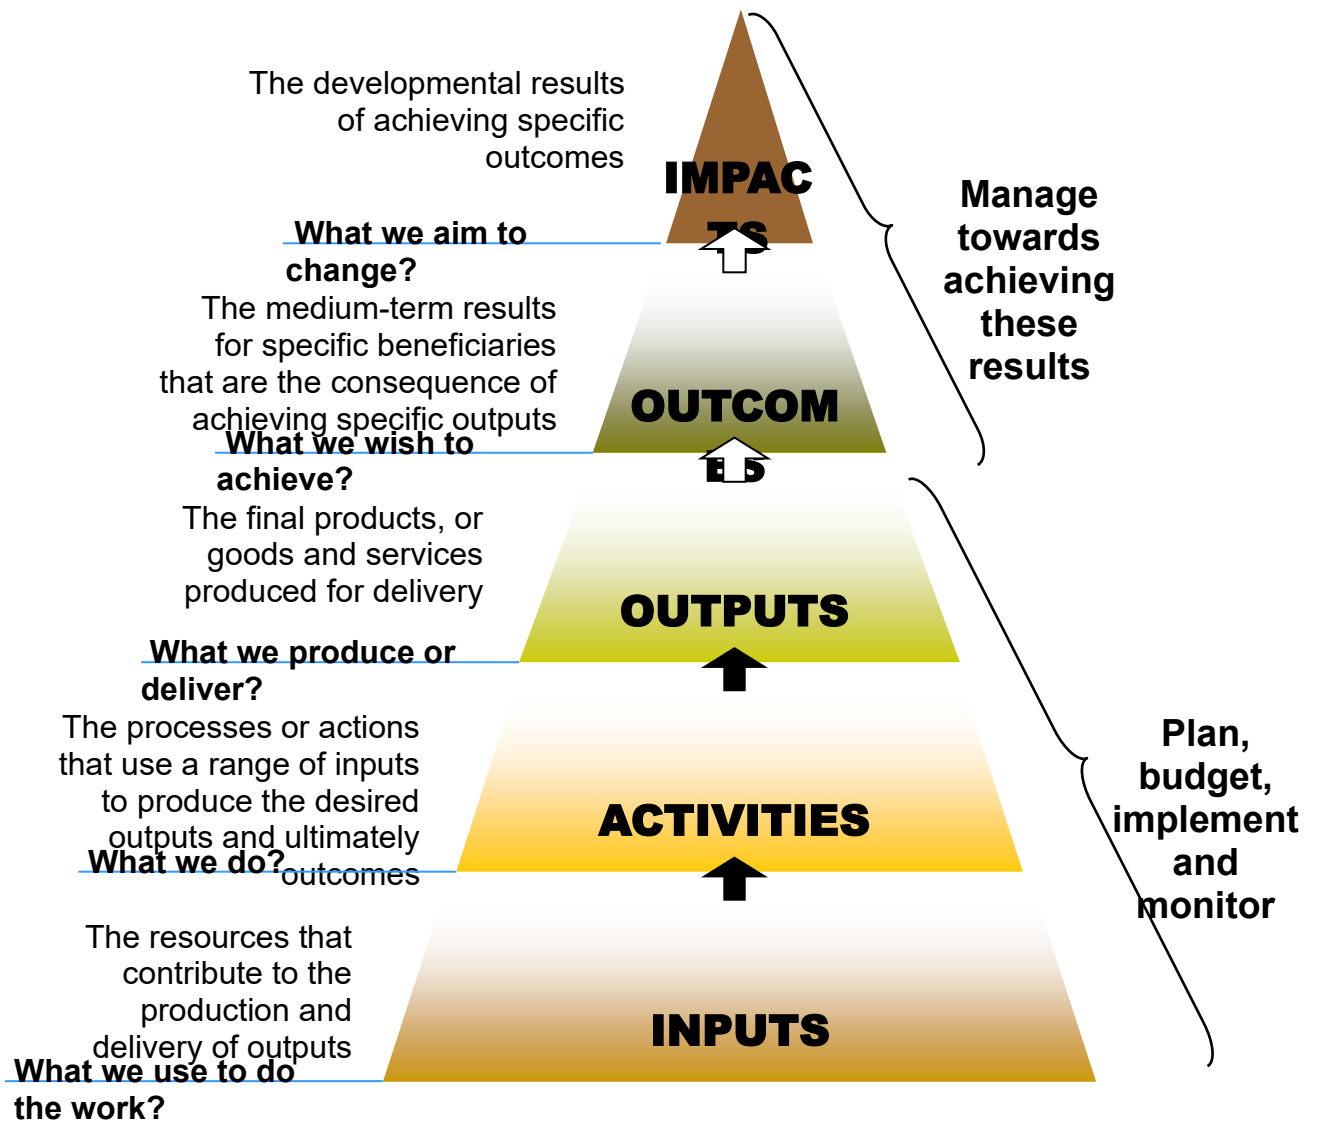 The developmental results
of achieving specific
outcomes
IMPAC
TS
What we aim to
change?
The medium-term results
for specific beneficiaries
that are the consequence of
achieving specific outputs
OUTCOM
ES
What we wish to
achieve?
The final products, or
goods and services
produced for delivery
OUTPUTS
What we produce or
deliver?
The processes or actions
that use a range of inputs
to produce the desired
outputs and ultimately
outcomes
ACTIVITIES
What we do?
The resources that
contribute to the
production and
delivery of outputs
INPUTS
What we use to do
the work?
Manage
towards
achieving
these
results
Plan,
budget,
implement
and
monitor